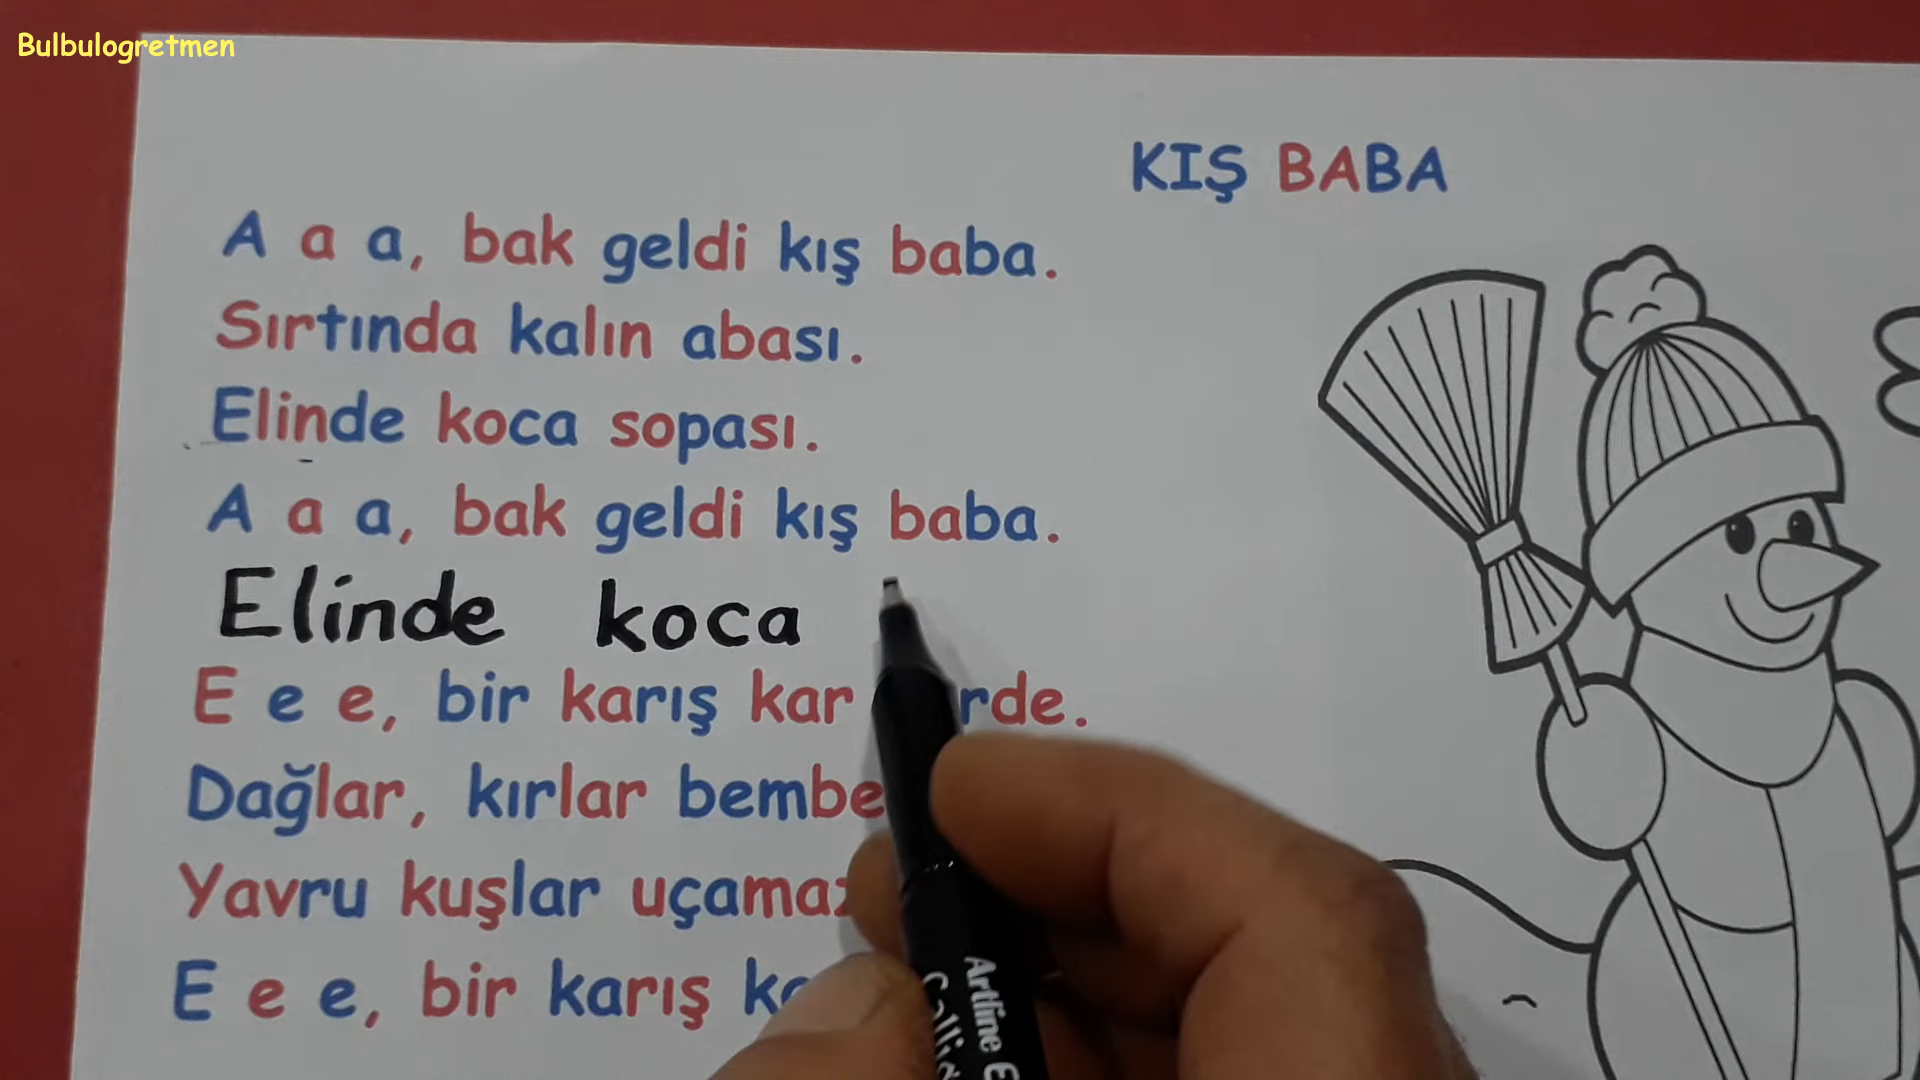 Bulbulogretmen
KIŞ BABA
A a a, bak geldi kış baba.
Sırtında kalın abası.
Elinde koca sopası.
A a a, bak geldi kış baba.
Elinde koca
E e e, bir karış kar
Dağlar, kırlar
Yavru kuşlar
E e e, bir karış
Artline